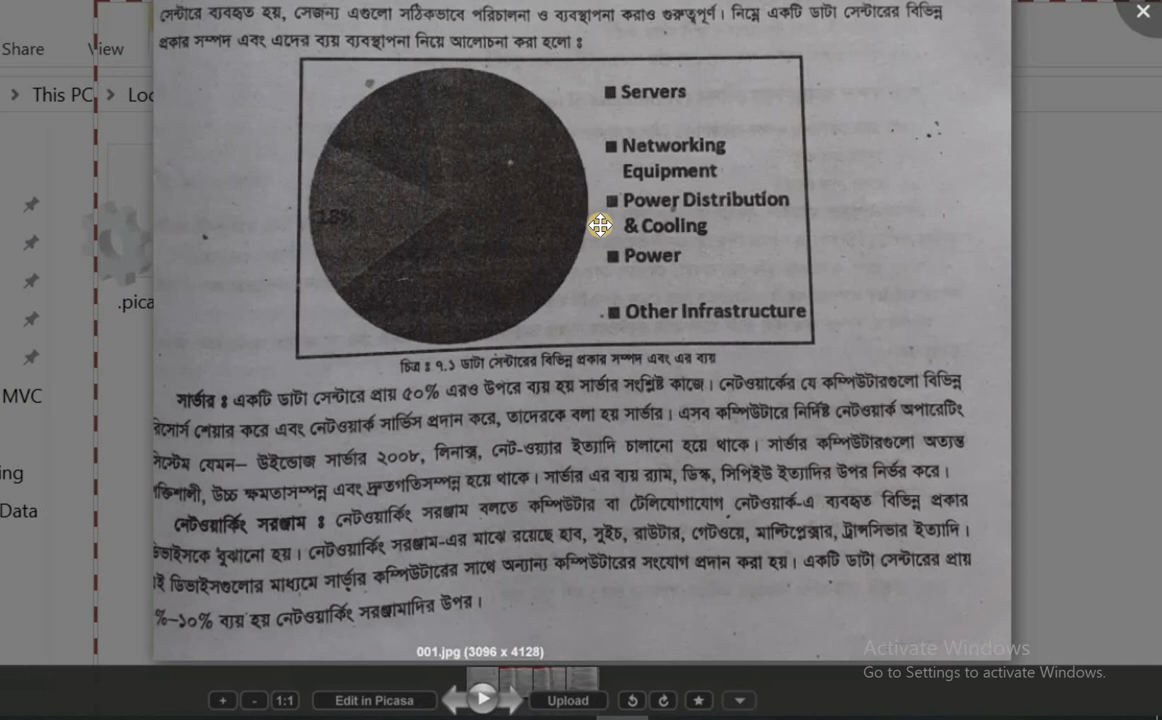 সেন্টারে ব্যবহৃত হয়, সেজন্য এগুলো সঠিকভাবে পরিচালনা ও ব্যবস্থাপনা করাও গুরুত্বপূর্ণ। নিম্নে একটি ডাটা সেন্টারের বিভিন্ন
প্রকার সম্পদ এবং এদের ব্যয় ব্যবস্থাপনা নিয়ে আলোচনা করা হলো ঃ
Share View
This PC Loc
Servers
Networking
Equipment
Power Distribution
& Cooling
Power
Other Infrastructure
18%
.pica
চিত্র ঃ ৭.১ ডাটা সেন্টারের বিভিন্ন প্রকার সম্পদ এবং এর ব্যয়
MVC
ing
Data
সার্ভার ঃ একটি ডাটা সেন্টারে প্রায় ৫০% এরও উপরে ব্যয় হয় সার্ভার সংশ্লিষ্ট কাজে। নেটওয়ার্কের যে কম্পিউটারগুলো বিভিন্ন
রিসোর্স শেয়ার করে এবং নেটওয়ার্ক সার্ভিস প্রদান করে, তাদেরকে বলা হয় সার্ভার। এসব কম্পিউটারে নির্দিষ্ট নেটওয়ার্ক অপারেটিং
সিস্টেম যেমন– উইন্ডোজ সার্ভার ২০০৮, লিনাক্স, নেট-ওয়্যার ইত্যাদি চালানো হয়ে থাকে। সার্ভার কম্পিউটারগুলো অত্যন্ত
ক্তিশালী, উচ্চ ক্ষমতাসম্পন্ন এবং দ্রুতগতিসম্পন্ন হয়ে থাকে। সার্ভার এর ব্যয় র‍্যাম, ডিস্ক, সিপিইউ ইত্যাদির উপর নির্ভর করে।
নেটওয়ার্কিং সরঞ্জাম ঃ নেটওয়ার্কিং সরঞ্জাম বলতে কম্পিউটার বা টেলিযোগাযোগ নেটওয়ার্ক-এ ব্যবহৃত বিভিন্ন প্রকার
ডিভাইসকে বুঝানো হয়। নেটওয়ার্কিং সরঞ্জাম-এর মাঝে রয়েছে হাব, সুইচ, রাউটার, গেটওয়ে, মাল্টিপ্লেক্সার, ট্রান্সসিভার ইত্যাদি।
ই ডিভাইসগুলোর মাধ্যমে সার্ভার কম্পিউটারের সাথে অন্যান্য কম্পিউটারের সংযোগ প্রদান করা হয়। একটি ডাটা সেন্টারের প্রায়
%–১০% ব্যয় হয় নেটওয়ার্কিং সরঞ্জামাদির উপর।
001.jpg (3096 x 4128)
Activate Windows
Go to Settings to activate Windows.
+ - 1:1 Edit in Picasa Upload